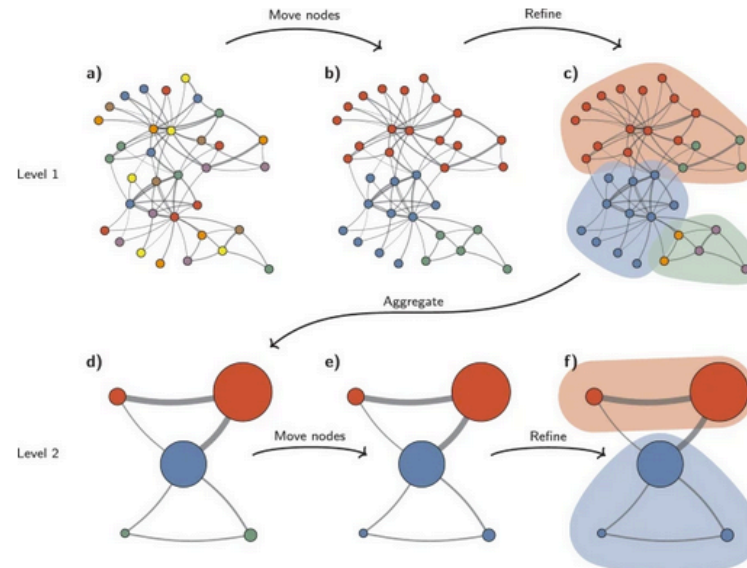 Move nodes
Refine
a)
b)
c)
Level 1
Aggregate
d)
e)
f)
Move nodes
Refine
Level 2